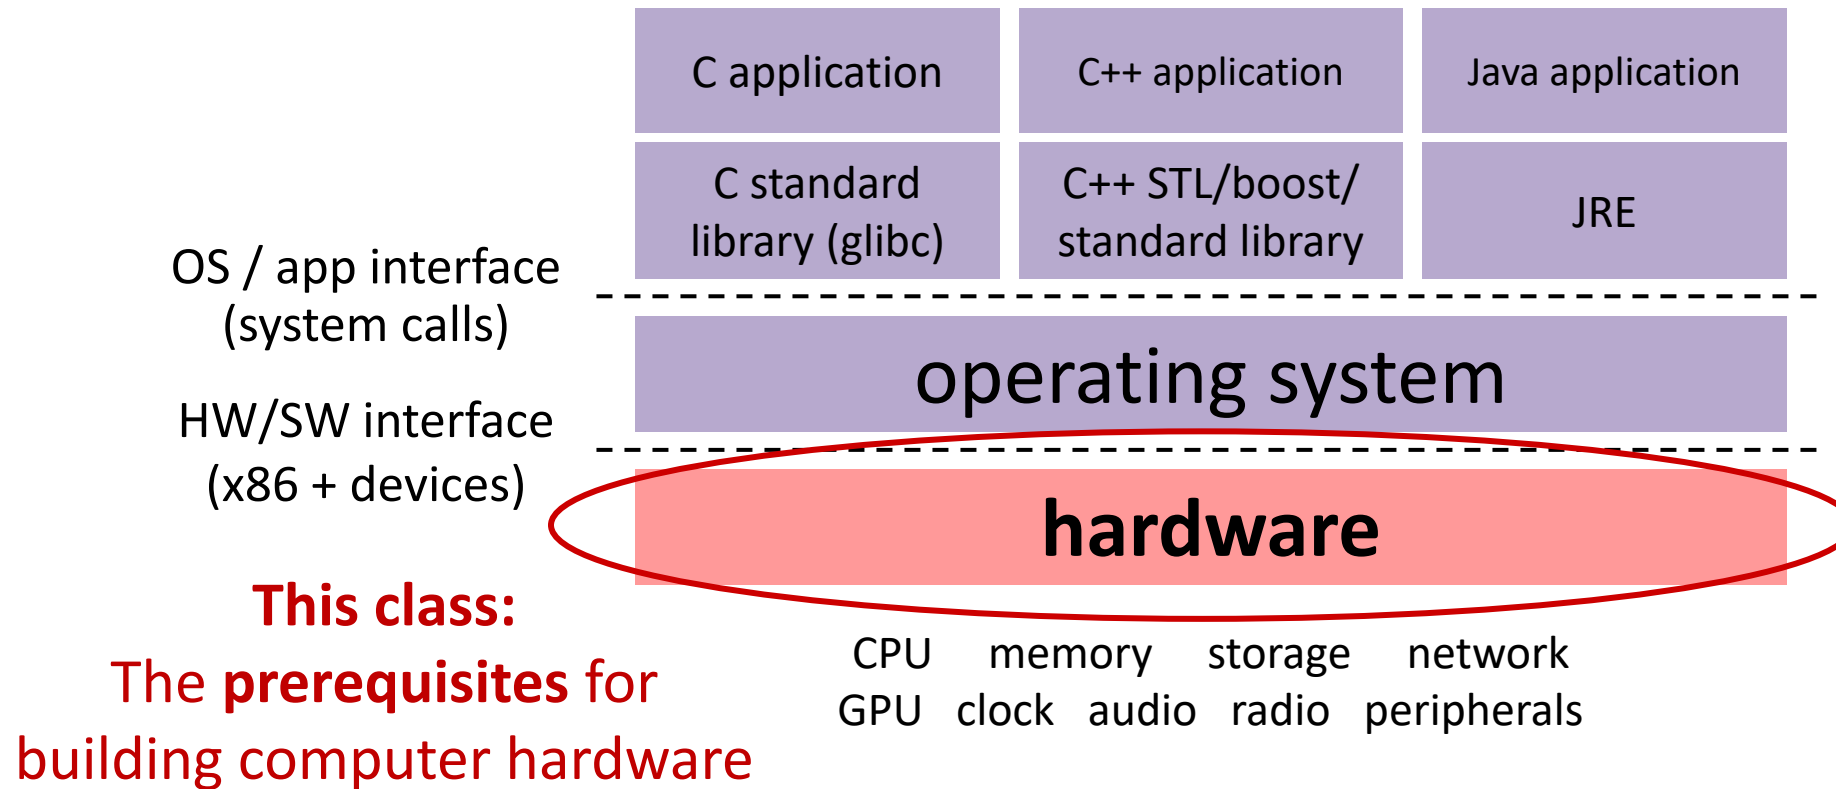 C application
C++ application
Java application
C standard
library (glibc)
C++ STL/boost/
standard library
JRE
OS / app interface
(system calls)
operating system
HW/SW interface
(x86 + devices)
hardware
This class:
The prerequisites for
building computer hardware
CPU memory storage network
GPU clock audio radio peripherals